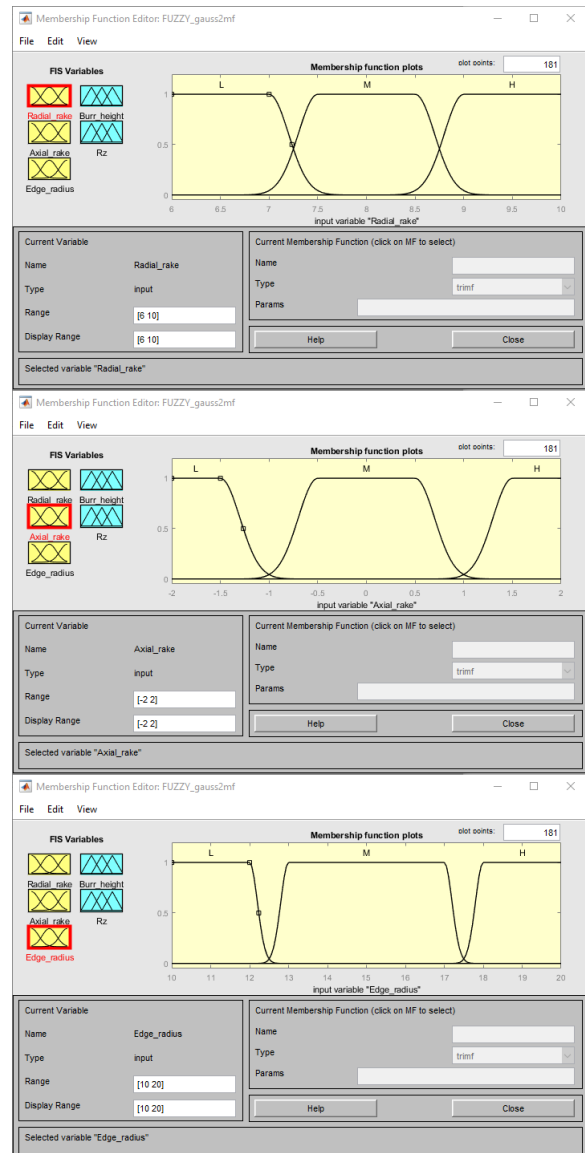 Membership Function Editor: FUZZY_gauss2mf
File Edit View
FIS Variables
Membership function plots
plot points: 181
Radial_rake Burr_height
Axial_rake Rz
Edge_radius
L M H
1
0.5
0
6 6.5 7 7.5 8 8.5 9 9.5 10
input variable "Radial_rake"
Current Variable
Name Radial_rake
Type input
Range [6 10]
Display Range [6 10]
Current Membership Function (click on MF to select)
Name
Type trimf
Params
Help Close
Selected variable "Radial_rake"
Membership Function Editor: FUZZY_gauss2mf
File Edit View
FIS Variables
Membership function plots
plot points: 181
Radial_rake Burr_height
Axial_rake Rz
Edge_radius
L M H
1
0.5
0
-2 -1.5 -1 -0.5 0 0.5 1 1.5 2
input variable "Axial_rake"
Current Variable
Name Axial_rake
Type input
Range [-2 2]
Display Range [-2 2]
Current Membership Function (click on MF to select)
Name
Type trimf
Params
Help Close
Selected variable "Axial_rake"
Membership Function Editor: FUZZY_gauss2mf
File Edit View
FIS Variables
Membership function plots
plot points: 181
Radial_rake Burr_height
Axial_rake Rz
Edge_radius
L M H
1
0.5
0
10 11 12 13 14 15 16 17 18 19 20
input variable "Edge_radius"
Current Variable
Name Edge_radius
Type input
Range [10 20]
Display Range [10 20]
Current Membership Function (click on MF to select)
Name
Type trimf
Params
Help Close
Selected variable "Edge_radius"